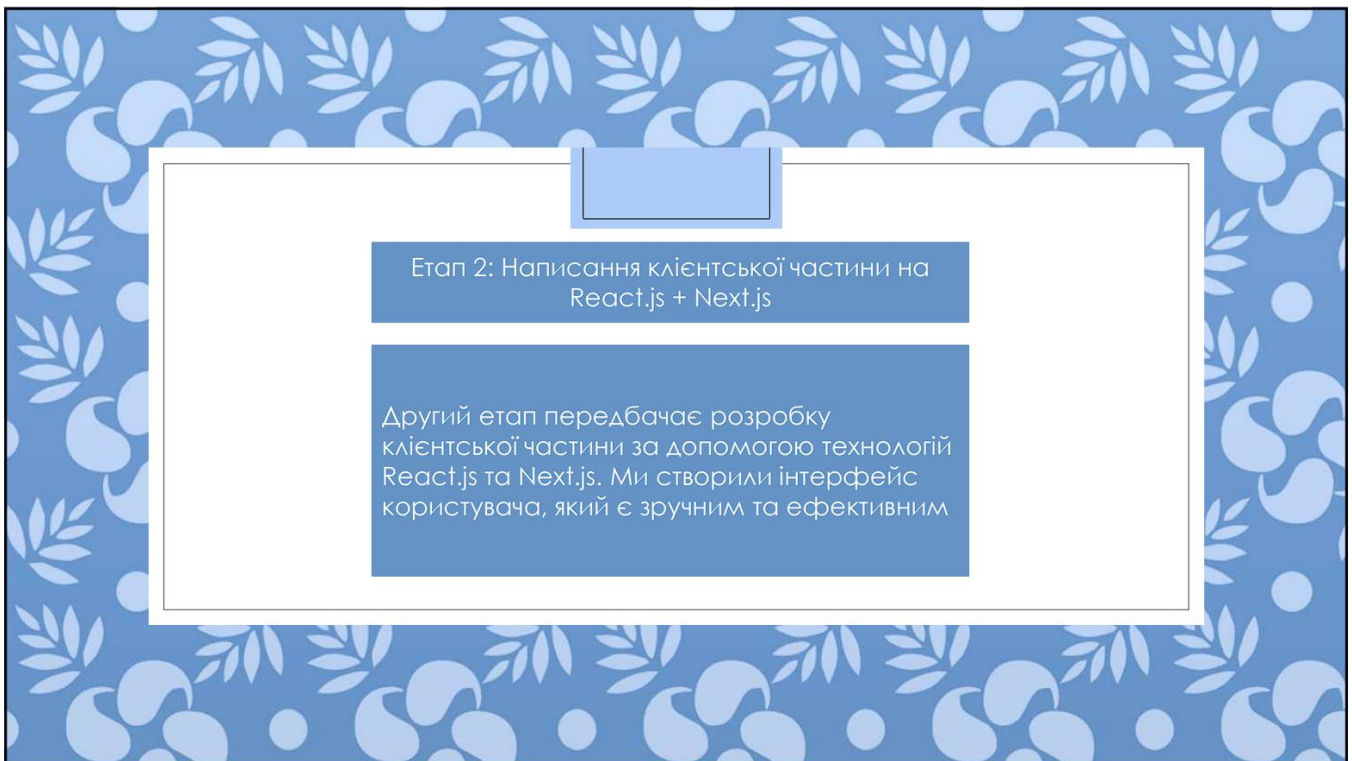 Етап 2: Написання клієнтської частини на
React.js + Next.js
Другий етап передбачає розробку
клієнтської частини за допомогою технологій
React.js та Next.js. Ми створили інтерфейс
користувача, який є зручним та ефективним